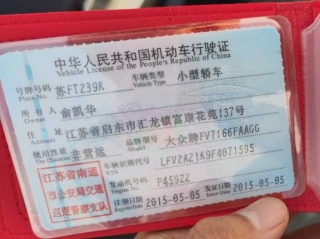 中华人民共和国机动车行驶证
Vehicle License of the People's Republic of China
号牌号码 苏FT239K 车辆类型 小型轿车
Plate No. Vehicle Type
所有人 俞凯华
江苏省启东市汇龙镇富康花苑137号
使用性质 非营运 品牌型号 大众牌FV7166FAAGG
Use Character
车辆识别代号 LFVZAZ1K9F4071595
VIN
江苏省南通市公安局交通巡逻警察支队
发动机号码 P45922
Engine No.
注册日期 2015-05-05 发证日期 2015-05-05
Register Date Issue Date